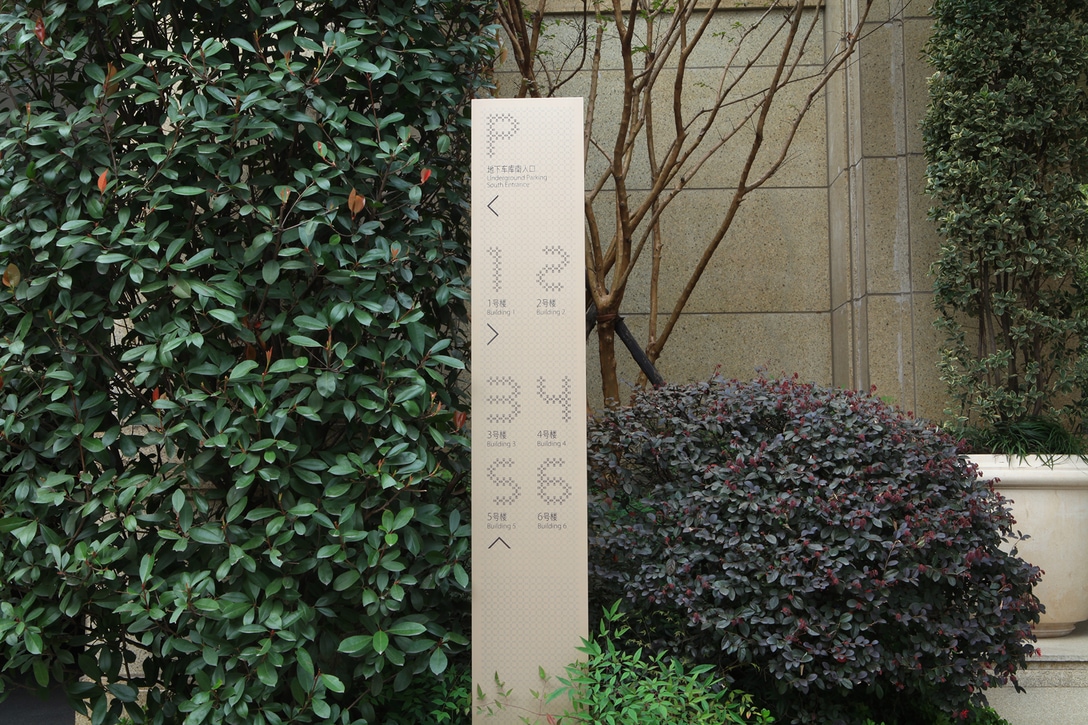 P
地下车库南入口
Underground Parking
South Entrance
<
1 2
1号楼 2号楼
Building 1 Building 2
>
3 4
3号楼 4号楼
Building 3 Building 4
5 6
5号楼 6号楼
Building 5 Building 6